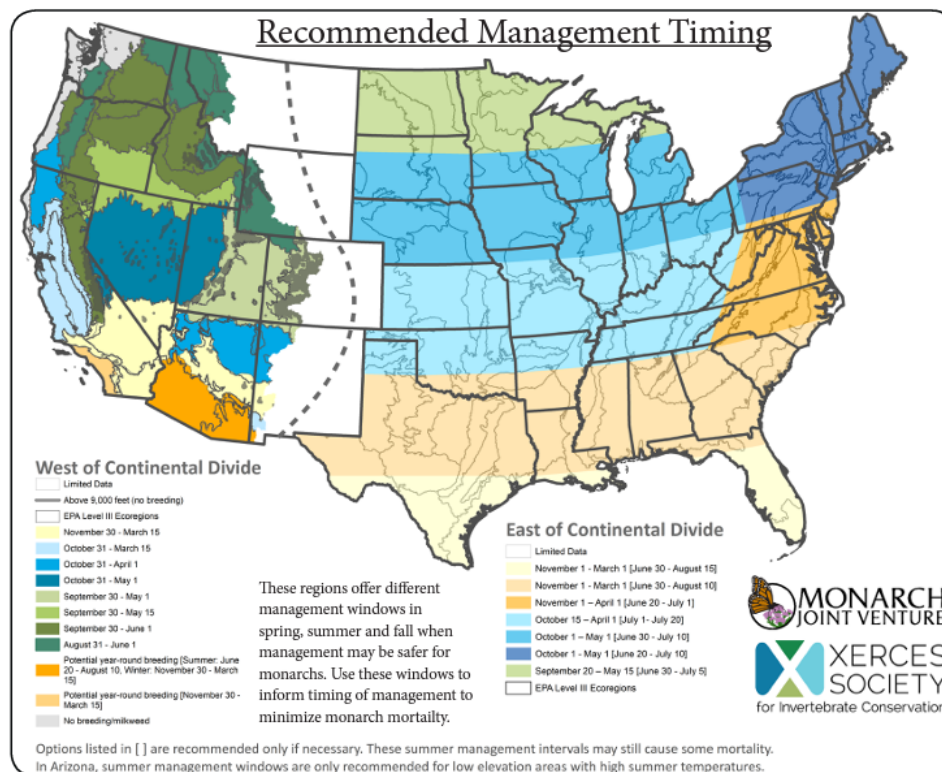 Recommended Management Timing
West of Continental Divide
Limited Data
Above 9,000 feet (no breeding)
EPA Level III Ecoregions
November 30 - March 15
October 31 - March 15
October 31 - April 1
October 31 - May 1
September 30 - May 1
September 30 - May 15
September 30 - June 1
August 31 - June 1
Potential year-round breeding [Summer: June
20 - August 10, Winter: November 30 - March
15]
Potential year-round breeding [November 30 -
March 15]
No breeding/milkweed
These regions offer different
management windows in
spring, summer and fall when
management may be safer for
monarchs. Use these windows to
inform timing of management to
minimize monarch mortailty.
East of Continental Divide
Limited Data
November 1 - March 1 [June 30 - August 15]
November 1 - March 1 [June 30 - August 10]
November 1 – April 1 [June 20 - July 1]
October 15 – April 1 [July 1- July 20]
October 1 – May 1 [June 30 - July 10]
October 1 - May 1 [June 20 - July 10]
September 20 – May 15 [June 30 - July 5]
EPA Level III Ecoregions
MONARCH
JOINT VENTURE
XERCES
SOCIETY
for Invertebrate Conservation
Options listed in [ ] are recommended only if necessary. These summer management intervals may still cause some mortality.
In Arizona, summer management windows are only recommended for low elevation areas with high summer temperatures.